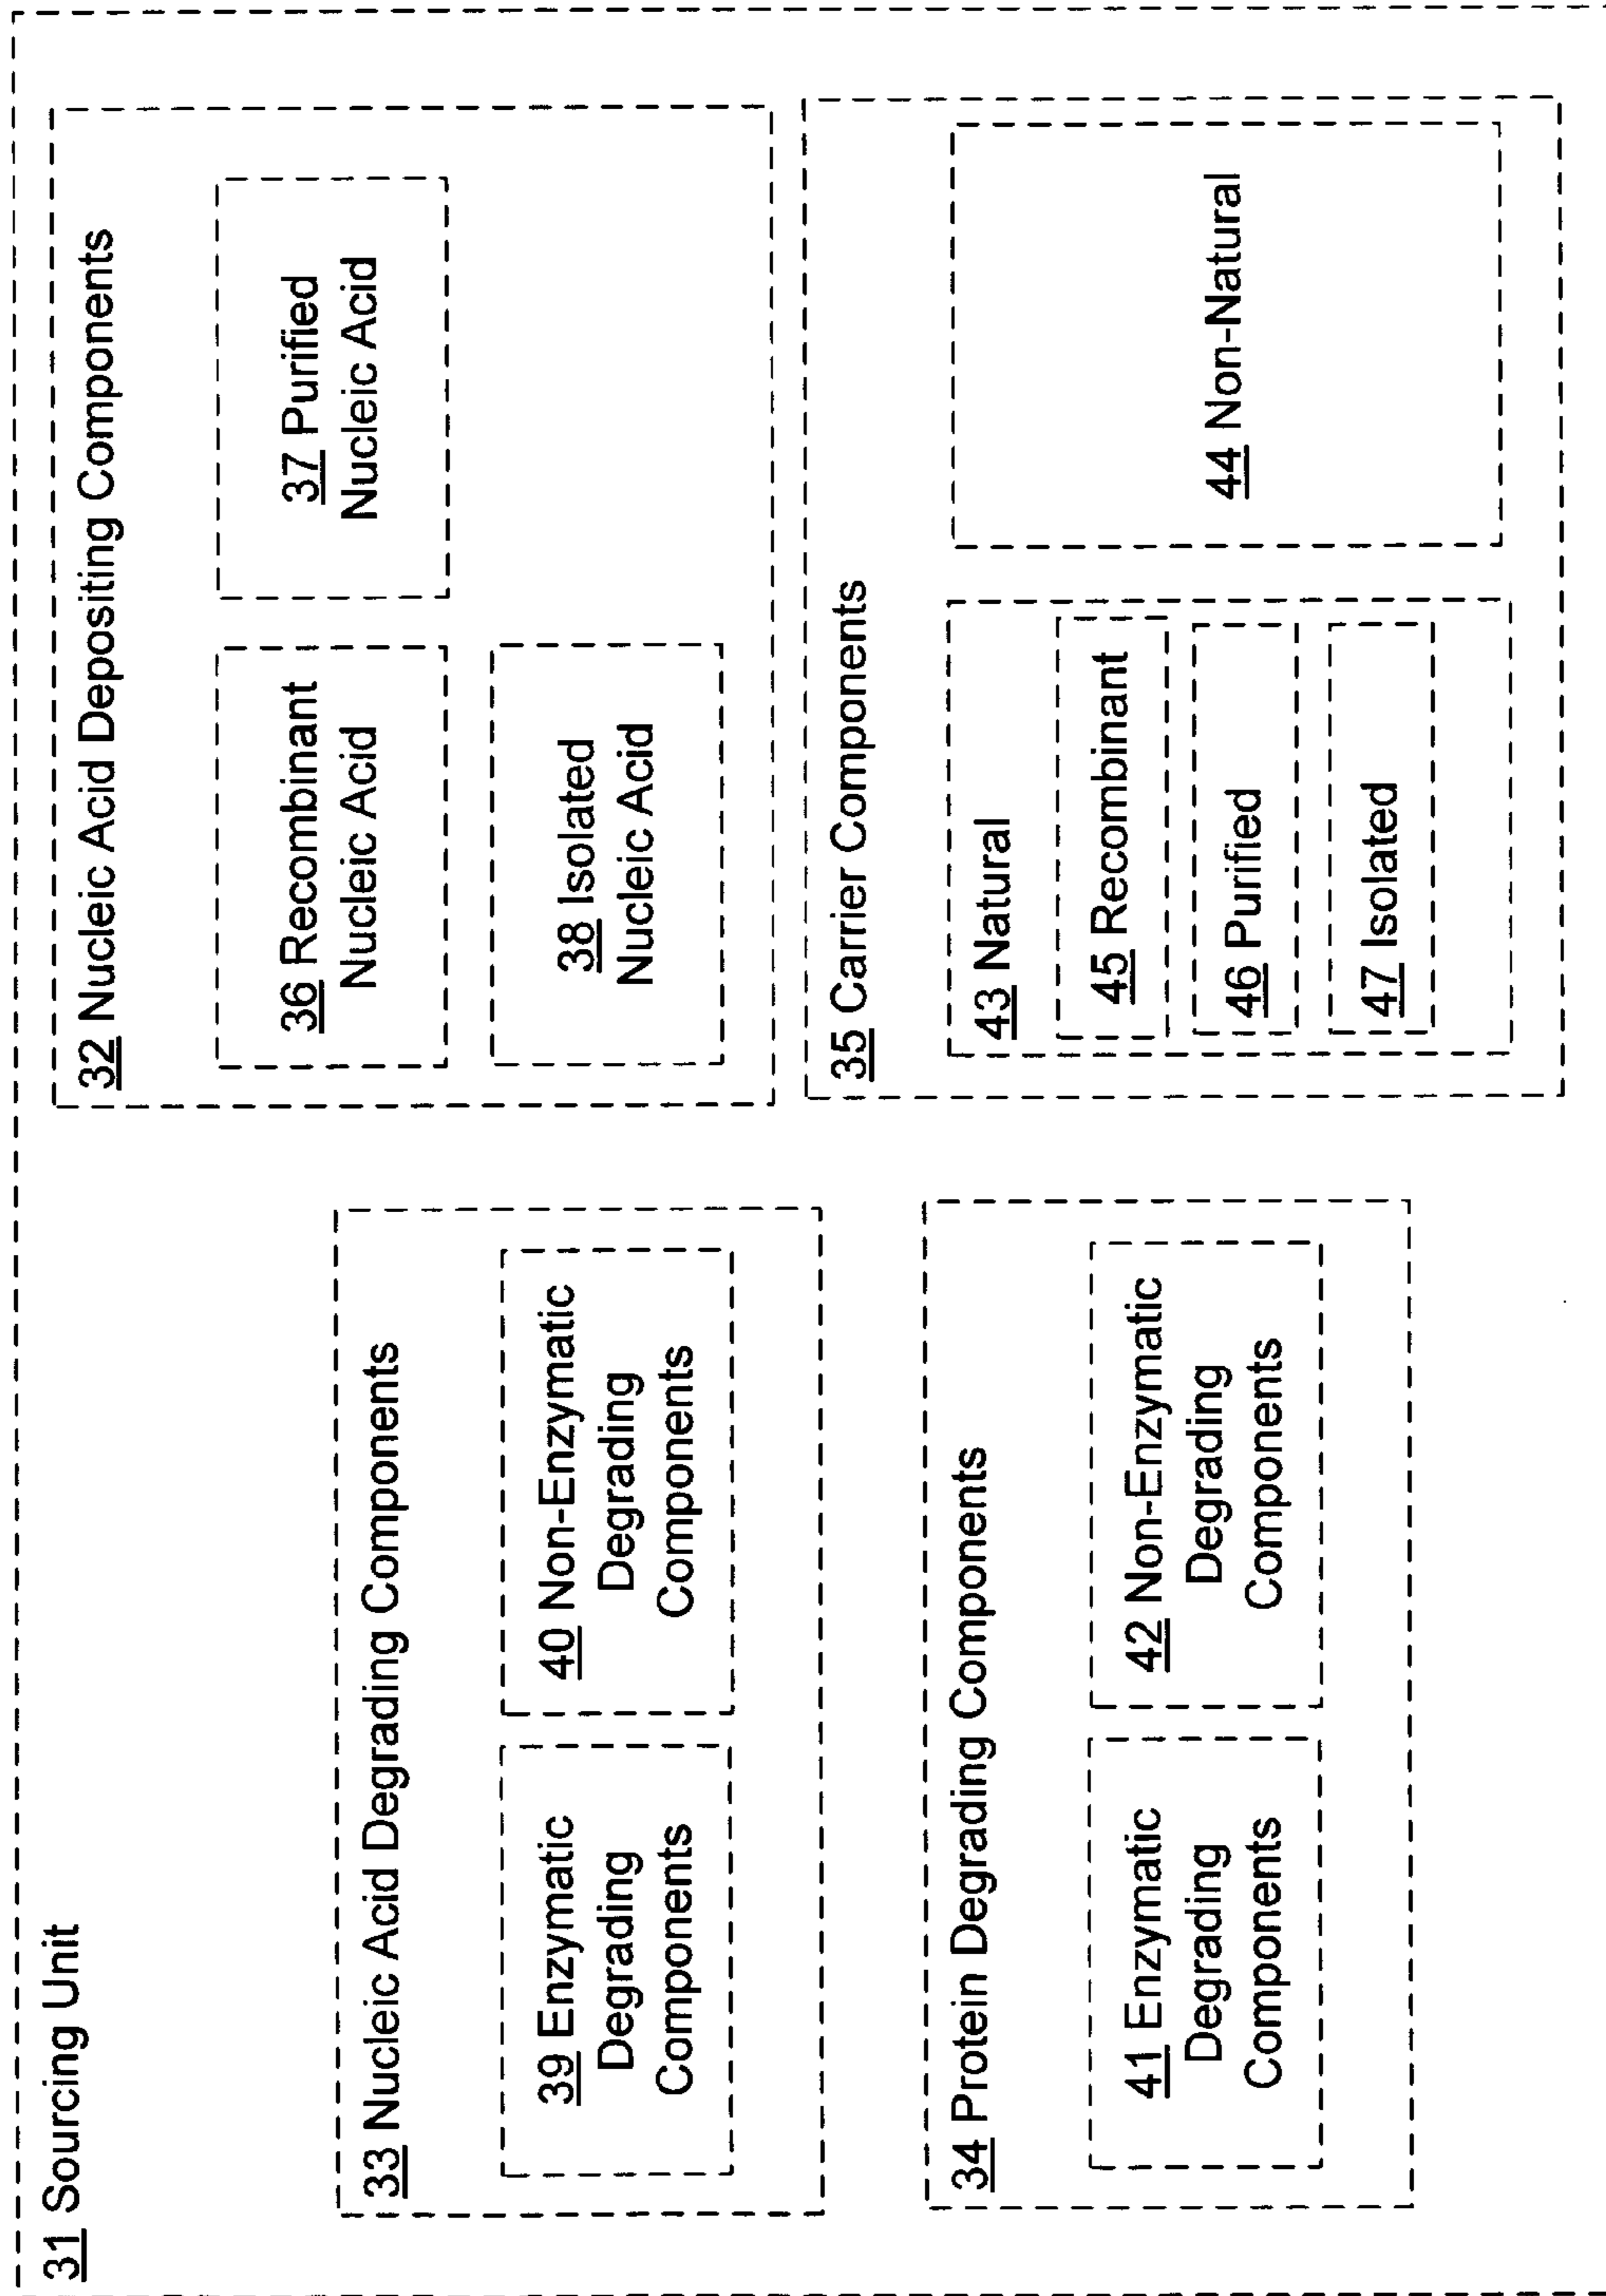 31 Sourcing Unit
33 Nucleic Acid Degrading Components
39 Enzymatic
Degrading
Components
40 Non-Enzymatic
Degrading
Components
34 Protein Degrading Components
41 Enzymatic
Degrading
Components
42 Non-Enzymatic
Degrading
Components
32 Nucleic Acid Depositing Components
36 Recombinant
Nucleic Acid
37 Purified
Nucleic Acid
38 Isolated
Nucleic Acid
35 Carrier Components
43 Natural
45 Recombinant
46 Purified
47 Isolated
44 Non-Natural